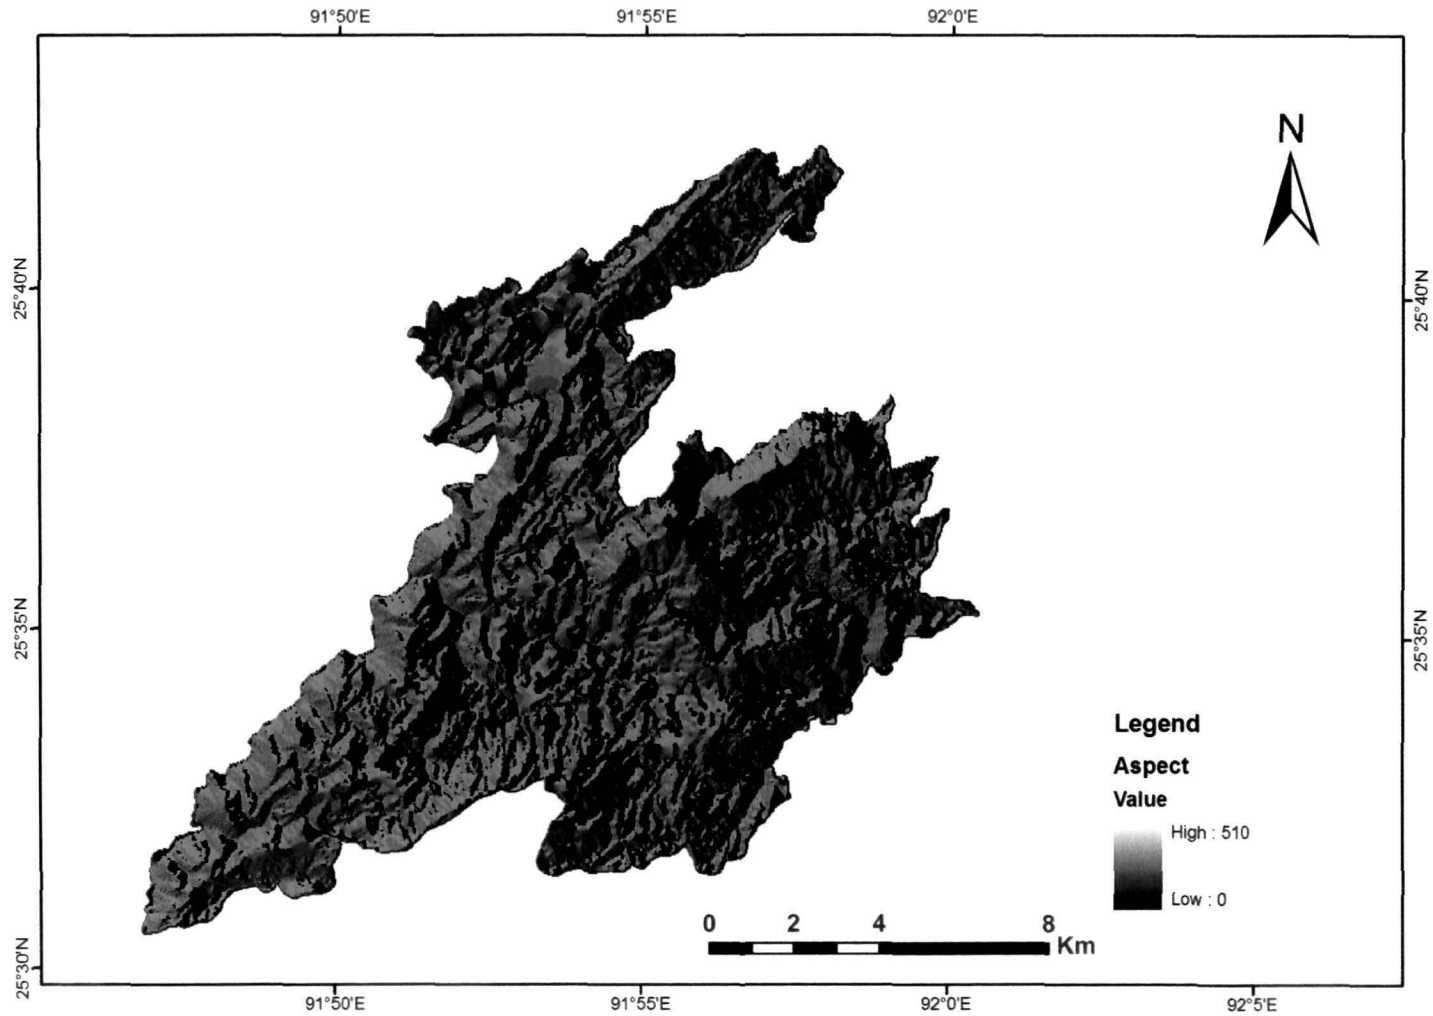 91°50'E 91°55'E 92°0'E
N
25°40'N 25°40'N
25°35'N 25°35'N
Legend
Aspect
Value
High : 510
Low : 0
0 2 4 8
Km
25°30'N
91°50'E 91°55'E 92°0'E 92°5'E